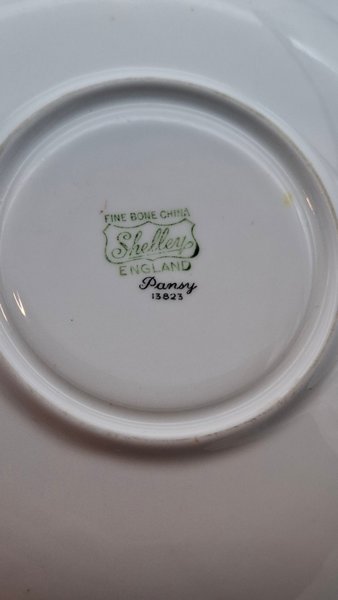 FINE BONE CHINA
Shelley
ENGLAND
Pansy
13823